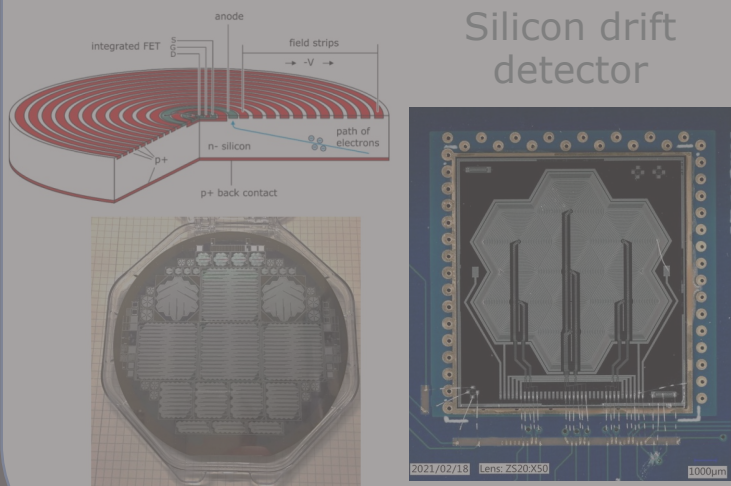 Silicon drift
detector
anode
integrated FET
S
G
D
field strips
-V
path of
electrons
n- silicon
p+
p+ back contact
2021/02/18
Lens: ZS20:X50
1000μm